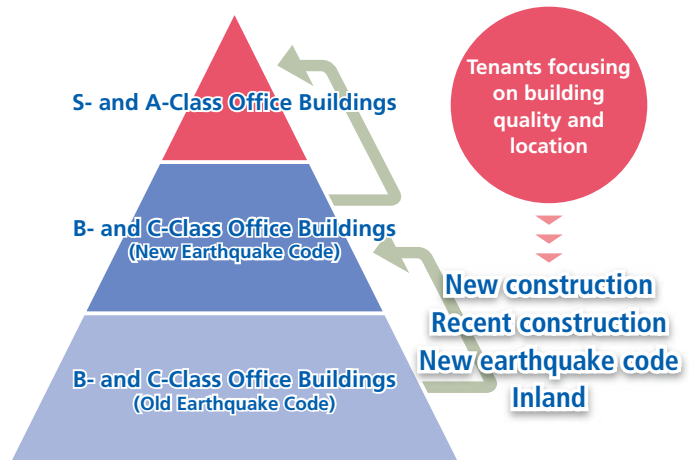 S- and A-Class Office Buildings
B- and C-Class Office Buildings
(New Earthquake Code)
B- and C-Class Office Buildings
(Old Earthquake Code)
Tenants focusing
on building
quality and
location
New construction
Recent construction
New earthquake code
Inland